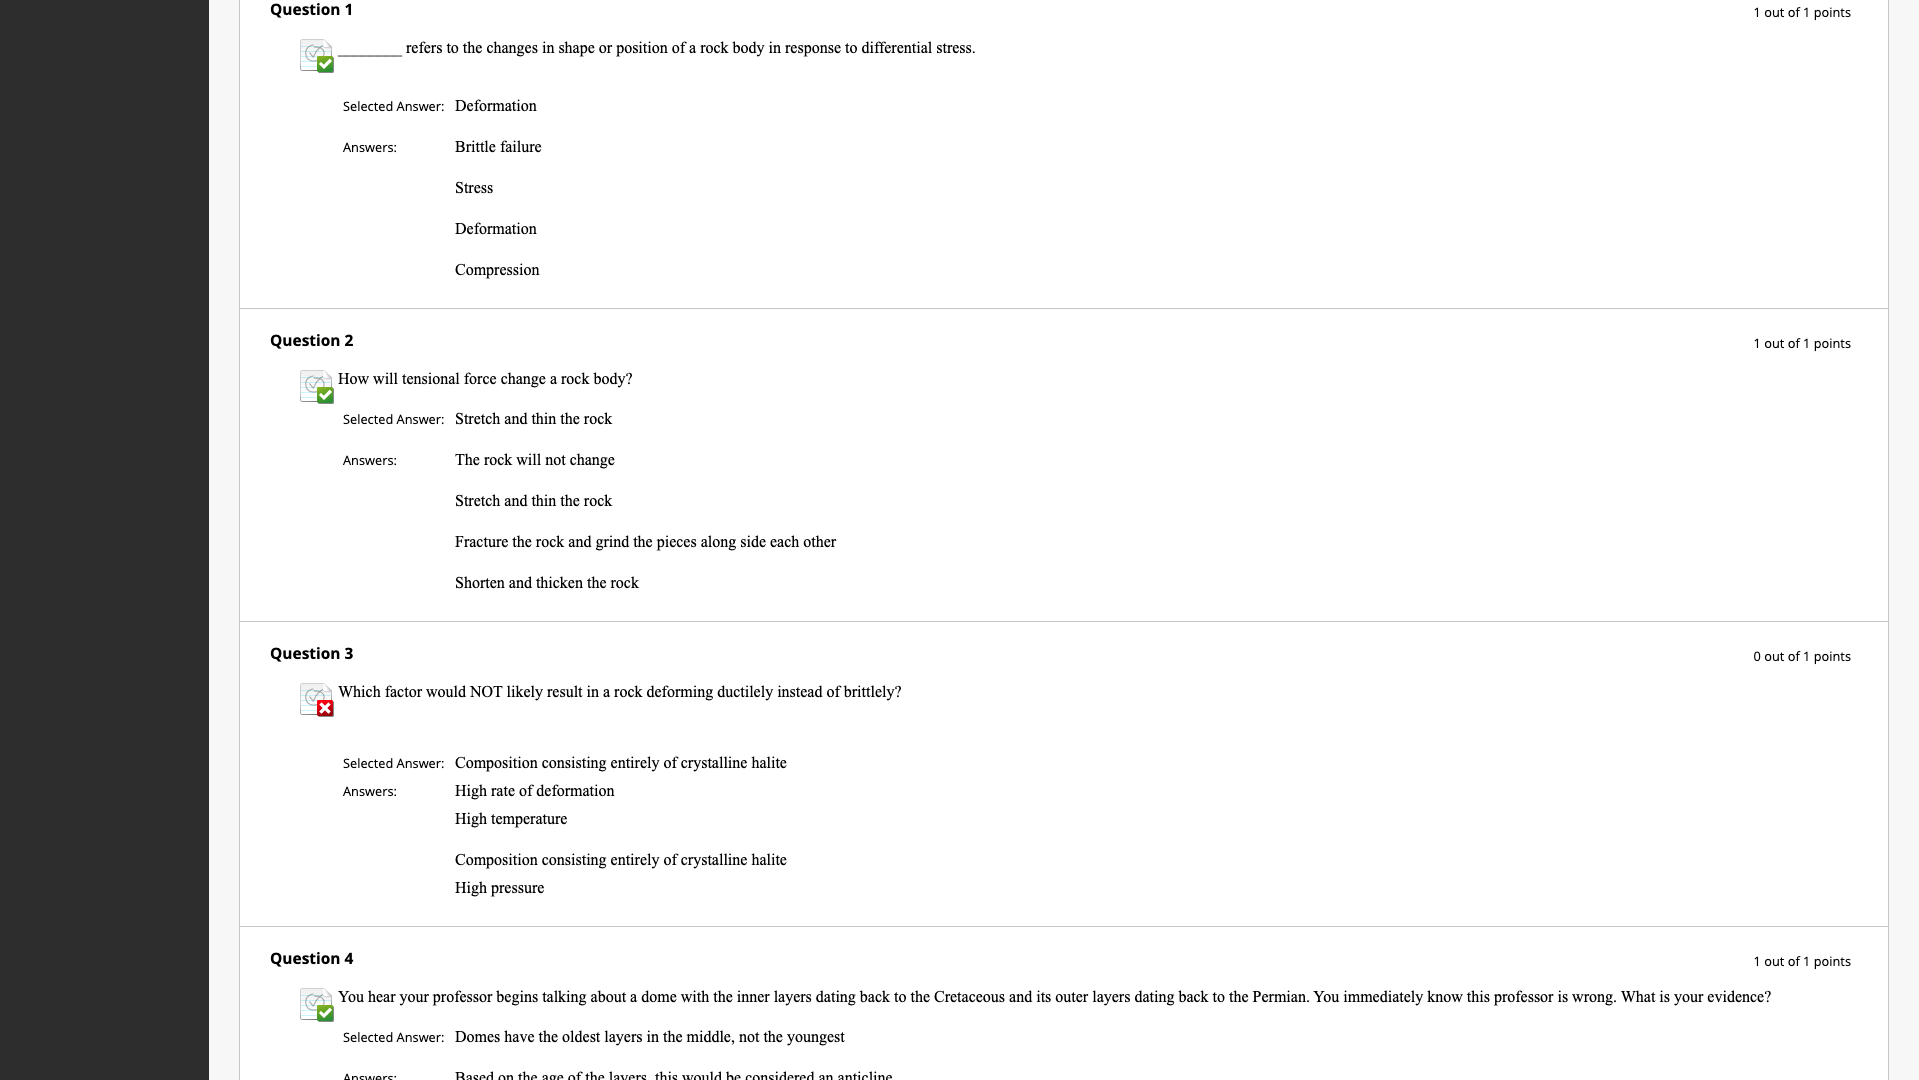 Question 1
1 out of 1 points
________ refers to the changes in shape or position of a rock body in response to differential stress.
Selected Answer: Deformation
Answers: Brittle failure
Stress
Deformation
Compression
Question 2
1 out of 1 points
How will tensional force change a rock body?
Selected Answer: Stretch and thin the rock
Answers: The rock will not change
Stretch and thin the rock
Fracture the rock and grind the pieces along side each other
Shorten and thicken the rock
Question 3
0 out of 1 points
Which factor would NOT likely result in a rock deforming ductilely instead of brittlely?
Selected Answer: Composition consisting entirely of crystalline halite
Answers: High rate of deformation
High temperature
Composition consisting entirely of crystalline halite
High pressure
Question 4
1 out of 1 points
You hear your professor begins talking about a dome with the inner layers dating back to the Cretaceous and its outer layers dating back to the Permian. You immediately know this professor is wrong. What is your evidence?
Selected Answer: Domes have the oldest layers in the middle, not the youngest
Answers: Based on the age of the layers, this would be considered an anticline